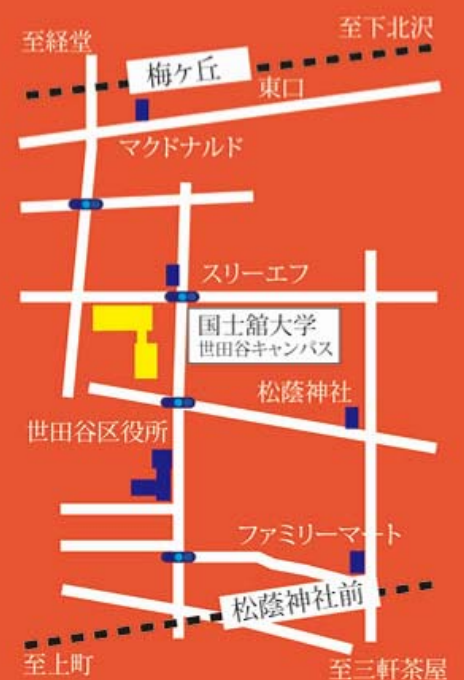 至経堂
至下北沢
梅ヶ丘
東口
マクドナルド
スリーエフ
国士舘大学
世田谷キャンパス
松蔭神社
世田谷区役所
ファミリーマート
松蔭神社前
至上町
至三軒茶屋